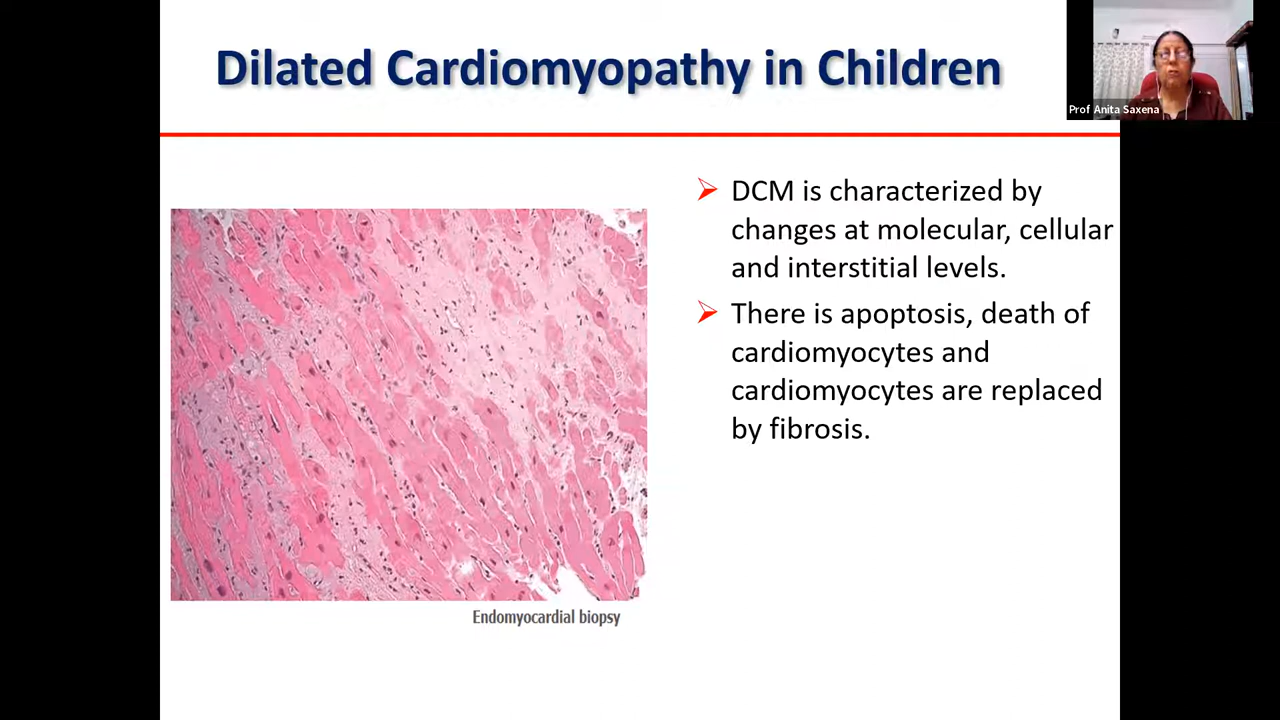 Dilated Cardiomyopathy in Children
Prof Anita Saxena
DCM is characterized by
changes at molecular, cellular
and interstitial levels.
There is apoptosis, death of
cardiomyocytes and
cardiomyocytes are replaced
by fibrosis.
Endomyocardial biopsy